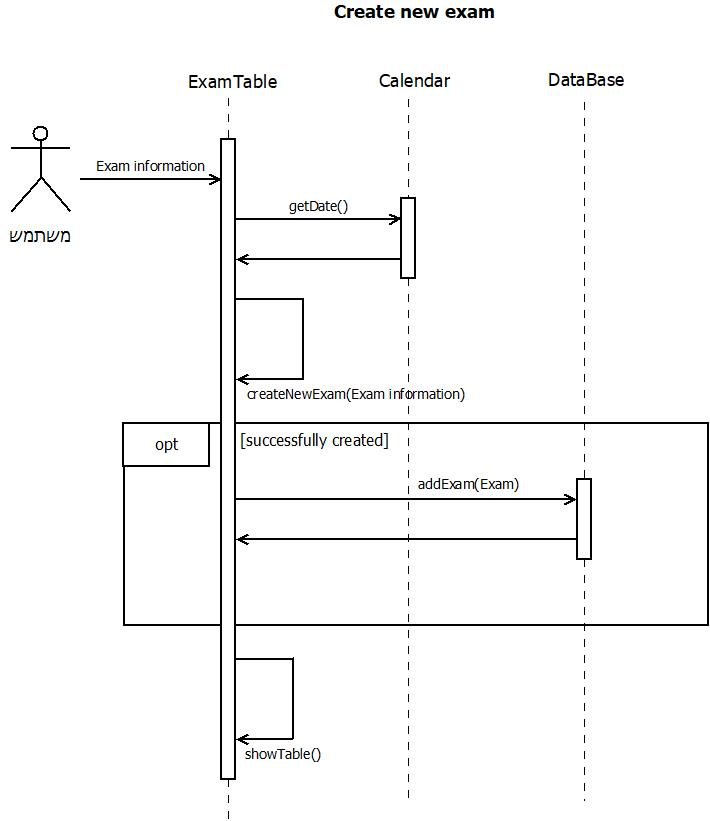 Create new exam
ExamTable
Calendar
DataBase
Exam information
משתמש
getDate()
createNewExam(Exam information)
opt
[successfully created]
addExam(Exam)
showTable()